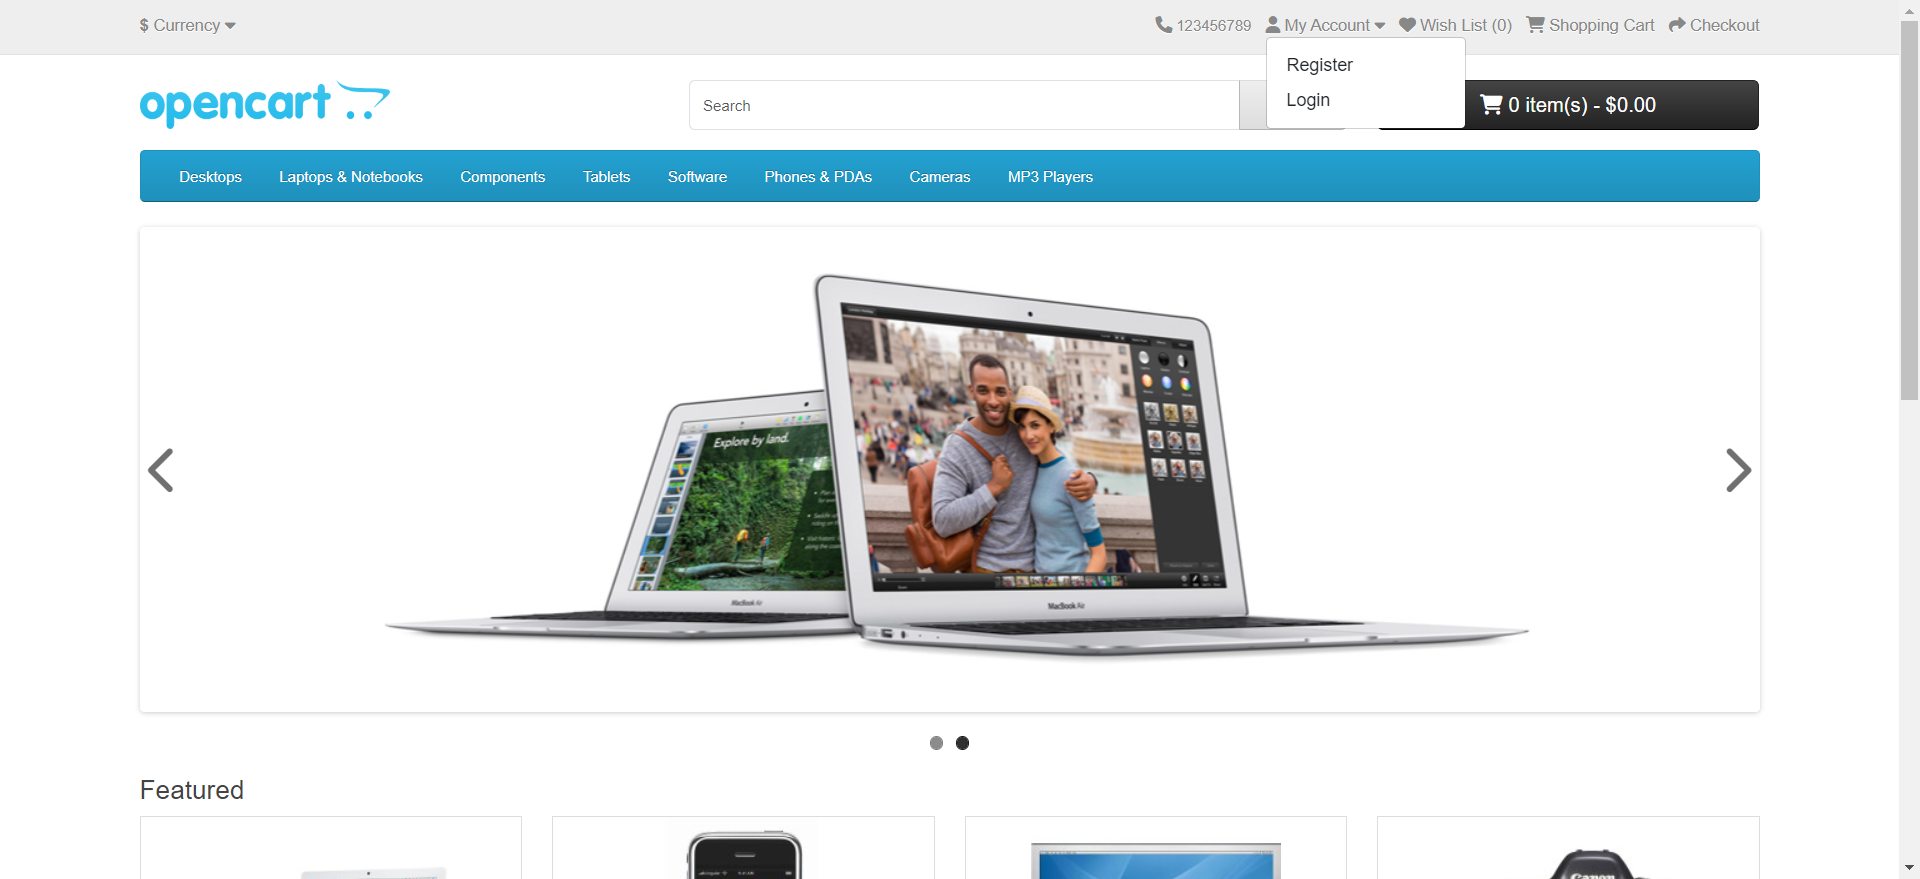 $ Currency
123456789 My Account Wish List (0) Shopping Cart Checkout
Register
Login
opencart
Search
0 item(s) - $0.00
Desktops Laptops & Notebooks Components Tablets Software Phones & PDAs Cameras MP3 Players
Explore by land.
MacBook Air
MacBook Air
Featured
Canon